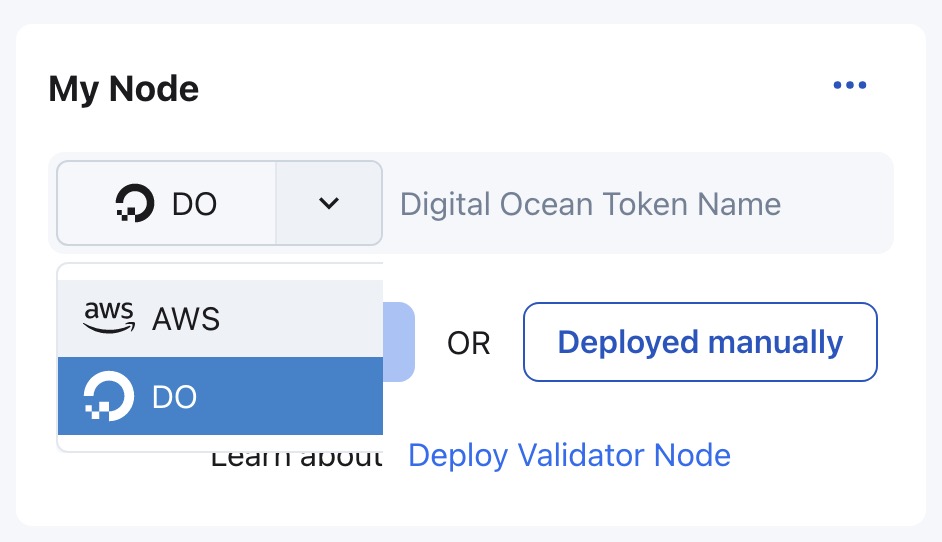 My Node
DO
Digital Ocean Token Name
aws AWS
DO
OR
Deployed manually
Learn about Deploy Validator Node